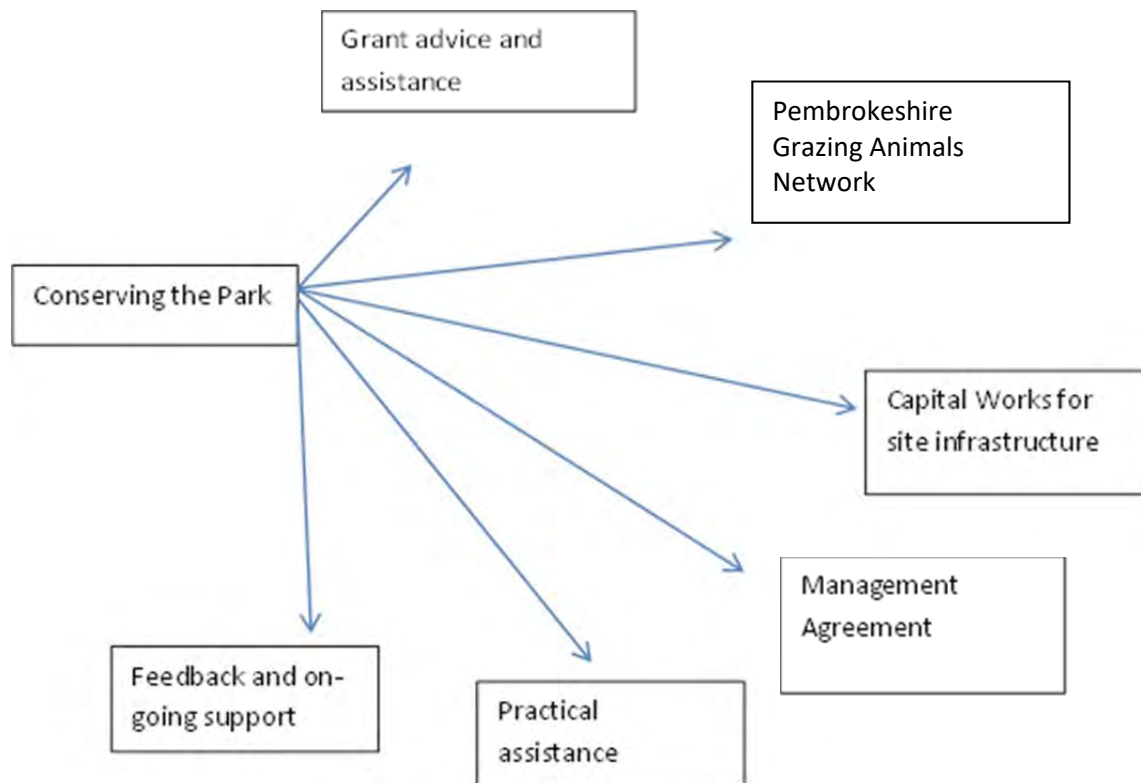 Grant advice and
assistance
Pembrokeshire
Grazing Animals
Network
Conserving the Park
Capital Works for
site infrastructure
Management
Agreement
Feedback and on-
going support
Practical
assistance